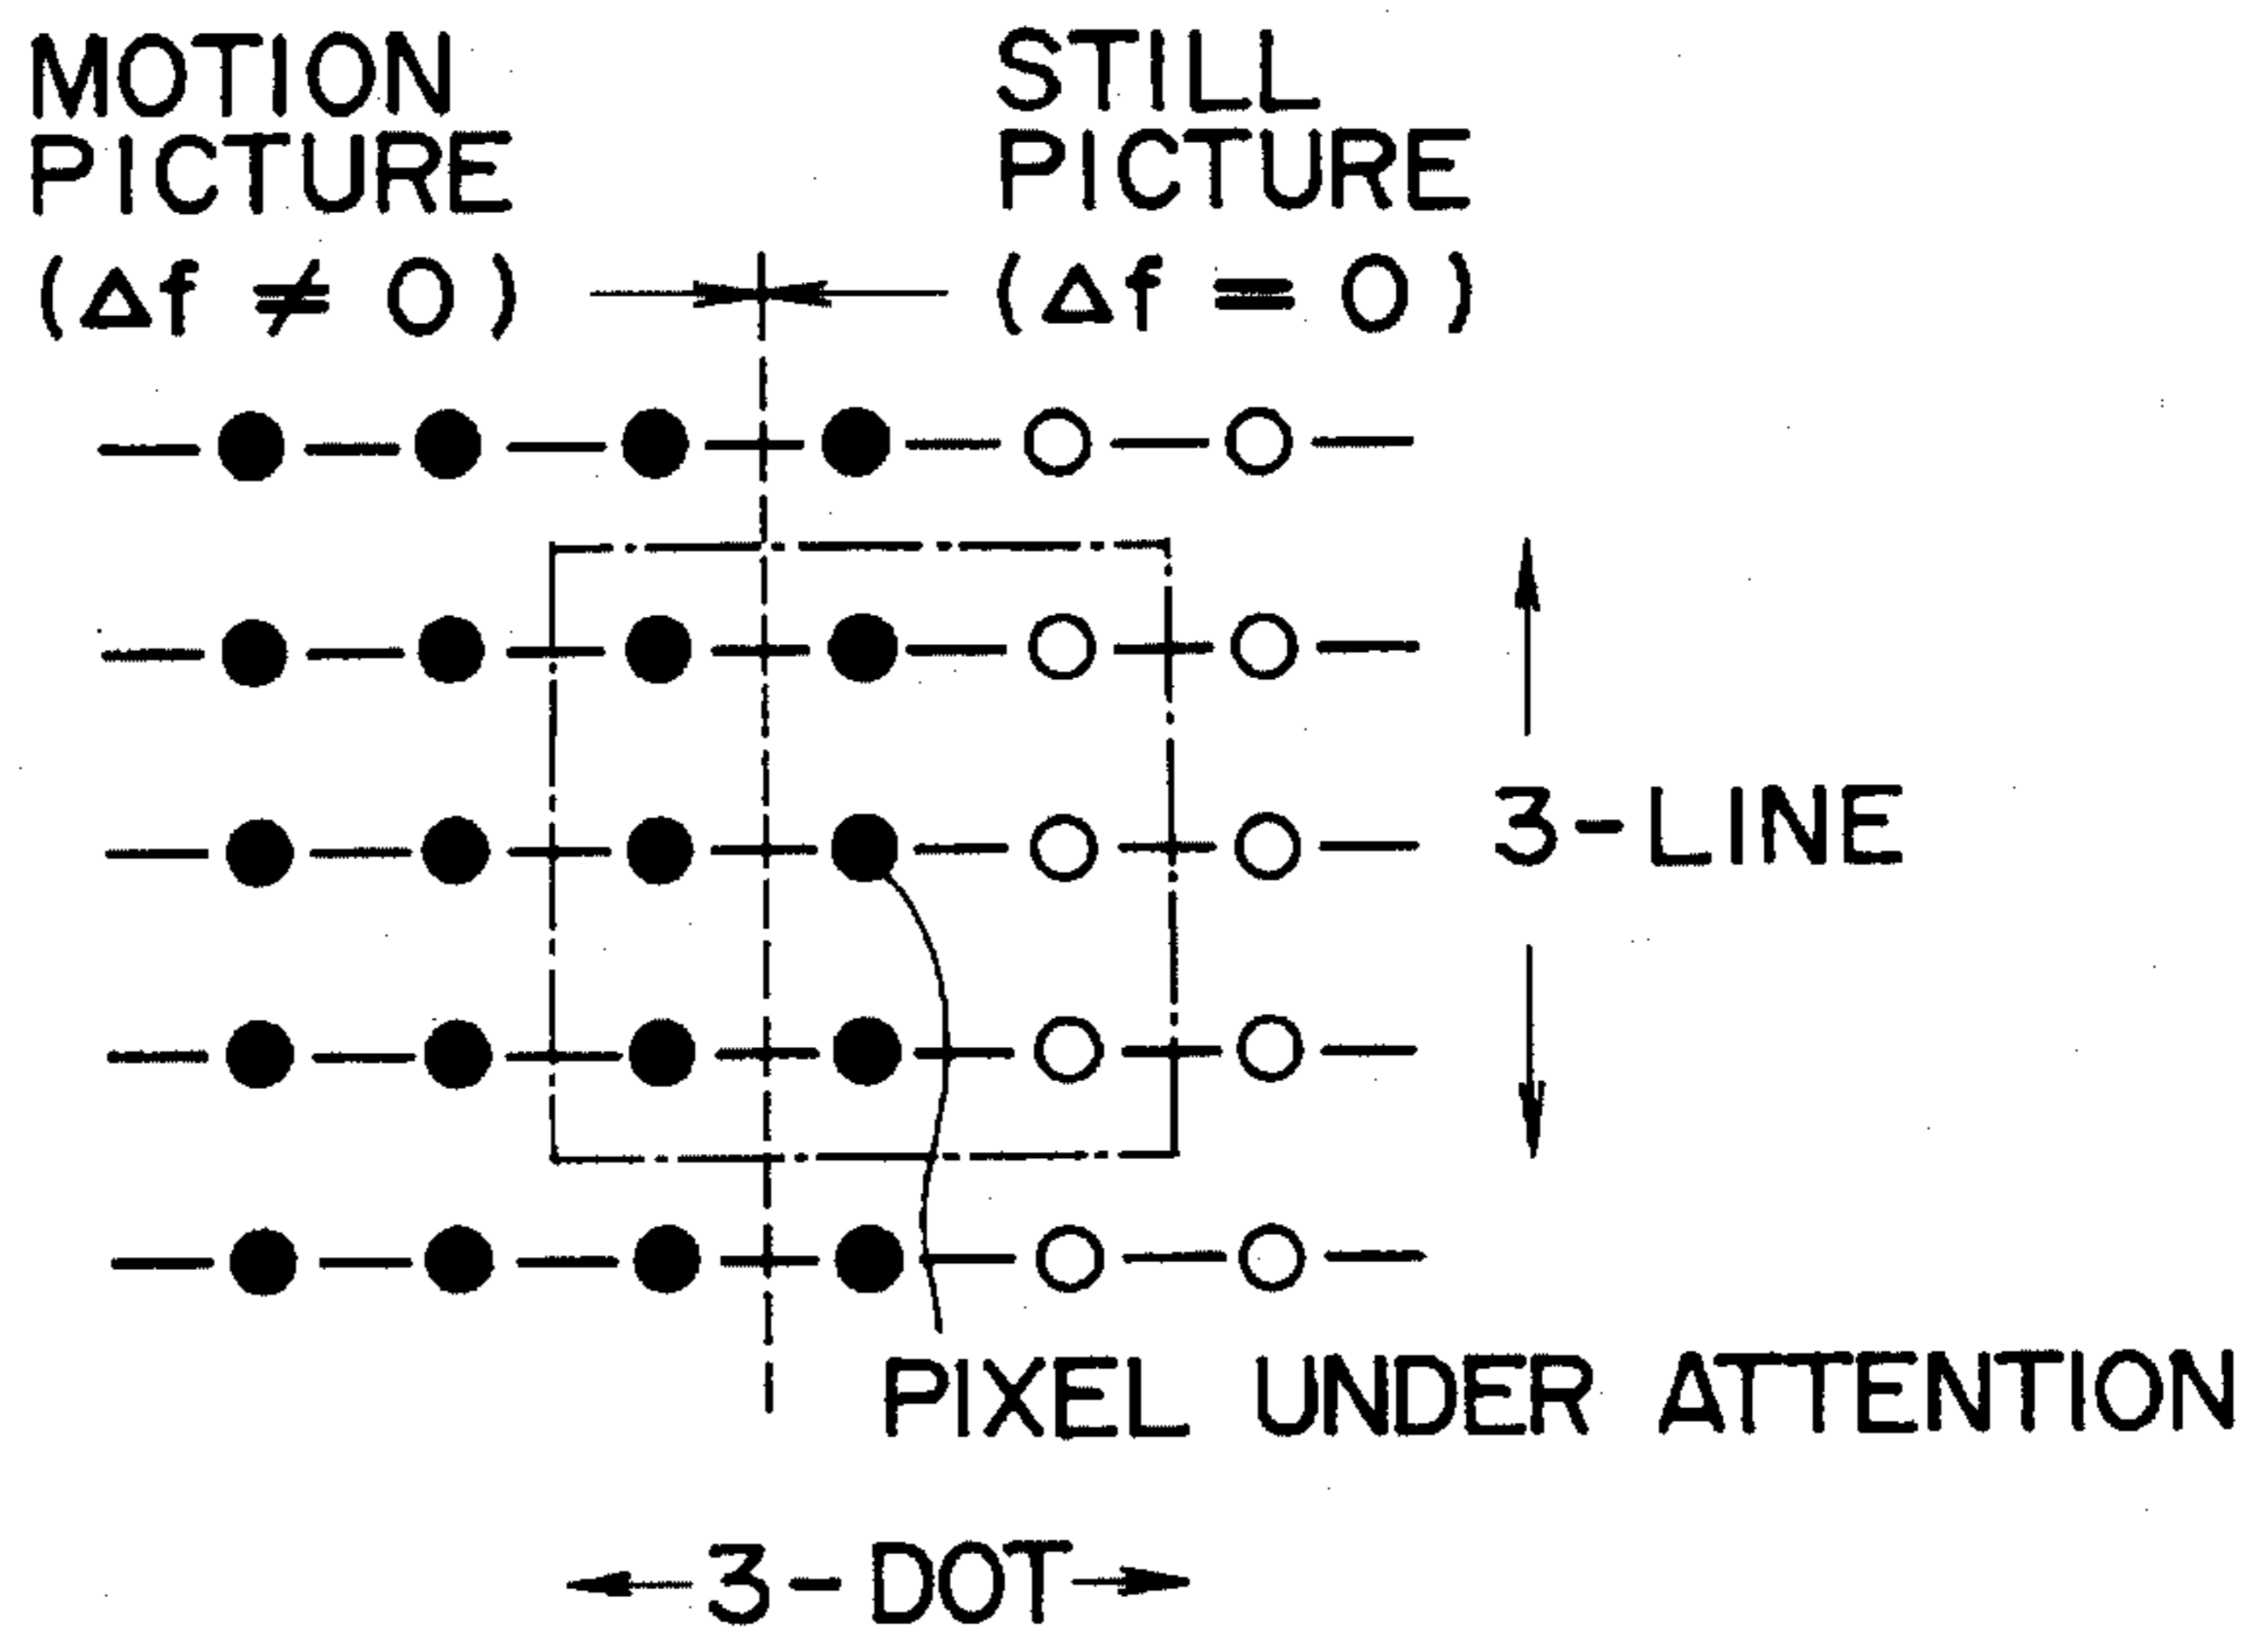 MOTION
PICTURE
(Δf ≠ 0)
STILL
PICTURE
(Δf = 0)
3-LINE
PIXEL UNDER ATTENTION
3-DOT